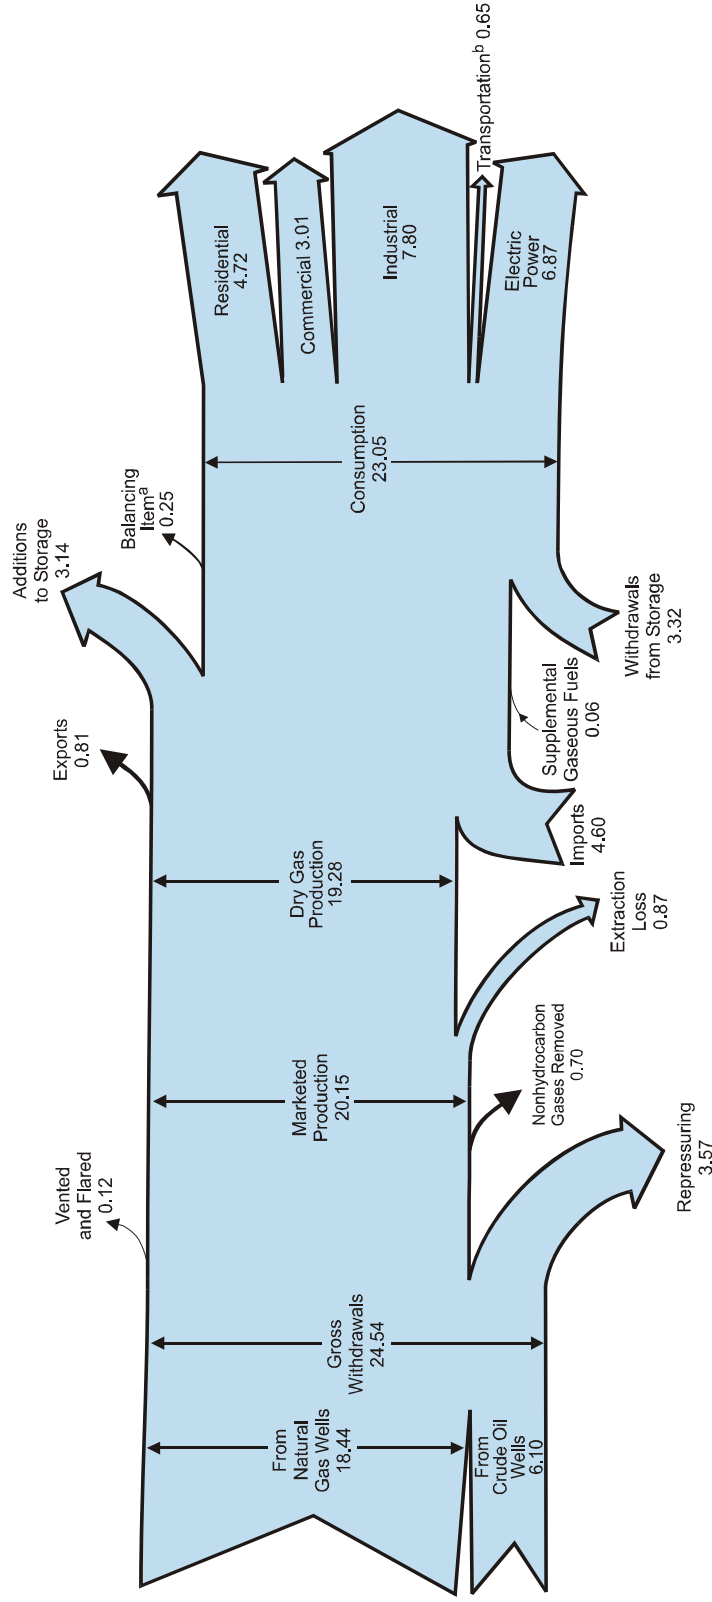 From
Natural
Gas Wells
18.44
From
Crude Oil
Wells
6.10
Gross
Withdrawals
24.54
Vented
and Flared
0.12
Repressuring
3.57
Marketed
Production
20.15
Nonhydrocarbon
Gases Removed
0.70
Extraction
Loss
0.87
Dry Gas
Production
19.28
Imports
4.60
Exports
0.81
Supplemental
Gaseous Fuels
0.06
Additions
to Storage
3.14
Withdrawals
from Storage
3.32
Balancing
Itemᵃ
0.25
Consumption
23.05
Residential
4.72
Commercial 3.01
Industrial
7.80
Transportationᵇ 0.65
Electric
Power
6.87